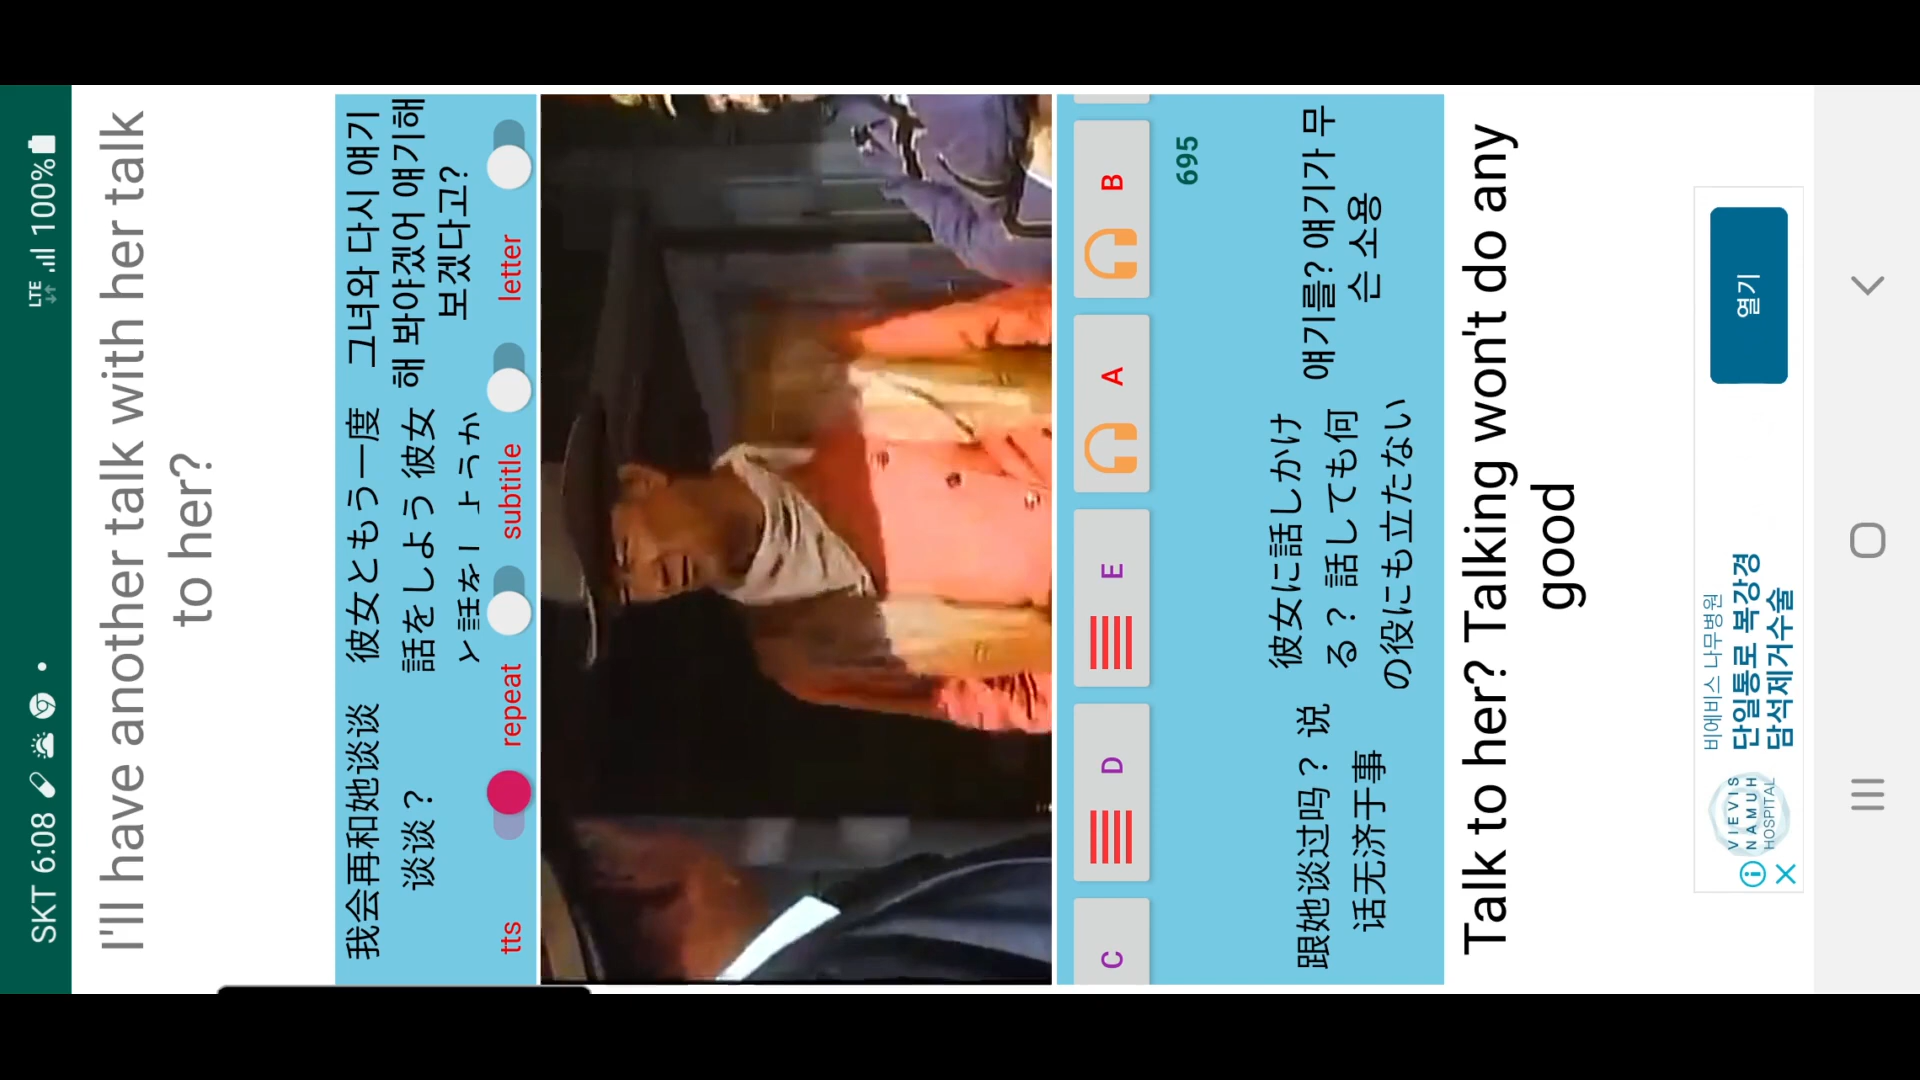 SKT 6:08
LTE 100%
I'll have another talk with her talk
to her?
我会再和她谈谈
谈谈？
彼女ともう一度
話をしよう 彼女
그녀와 다시 얘기
해 봐야겠어 얘기해
보겠다고?
tts
repeat
subtitle
letter
C
D
E
A
B
695
跟她谈过吗？说
话无济于事
彼女に話しかけ
る？話しても何
の役にも立たない
얘기를? 얘기가 무
슨 소용
Talk to her? Talking won't do any
good
VIEVIS
NAMUH
HOSPITAL
비에비스 나무병원
단일통로 복강경
담석제거수술
열기